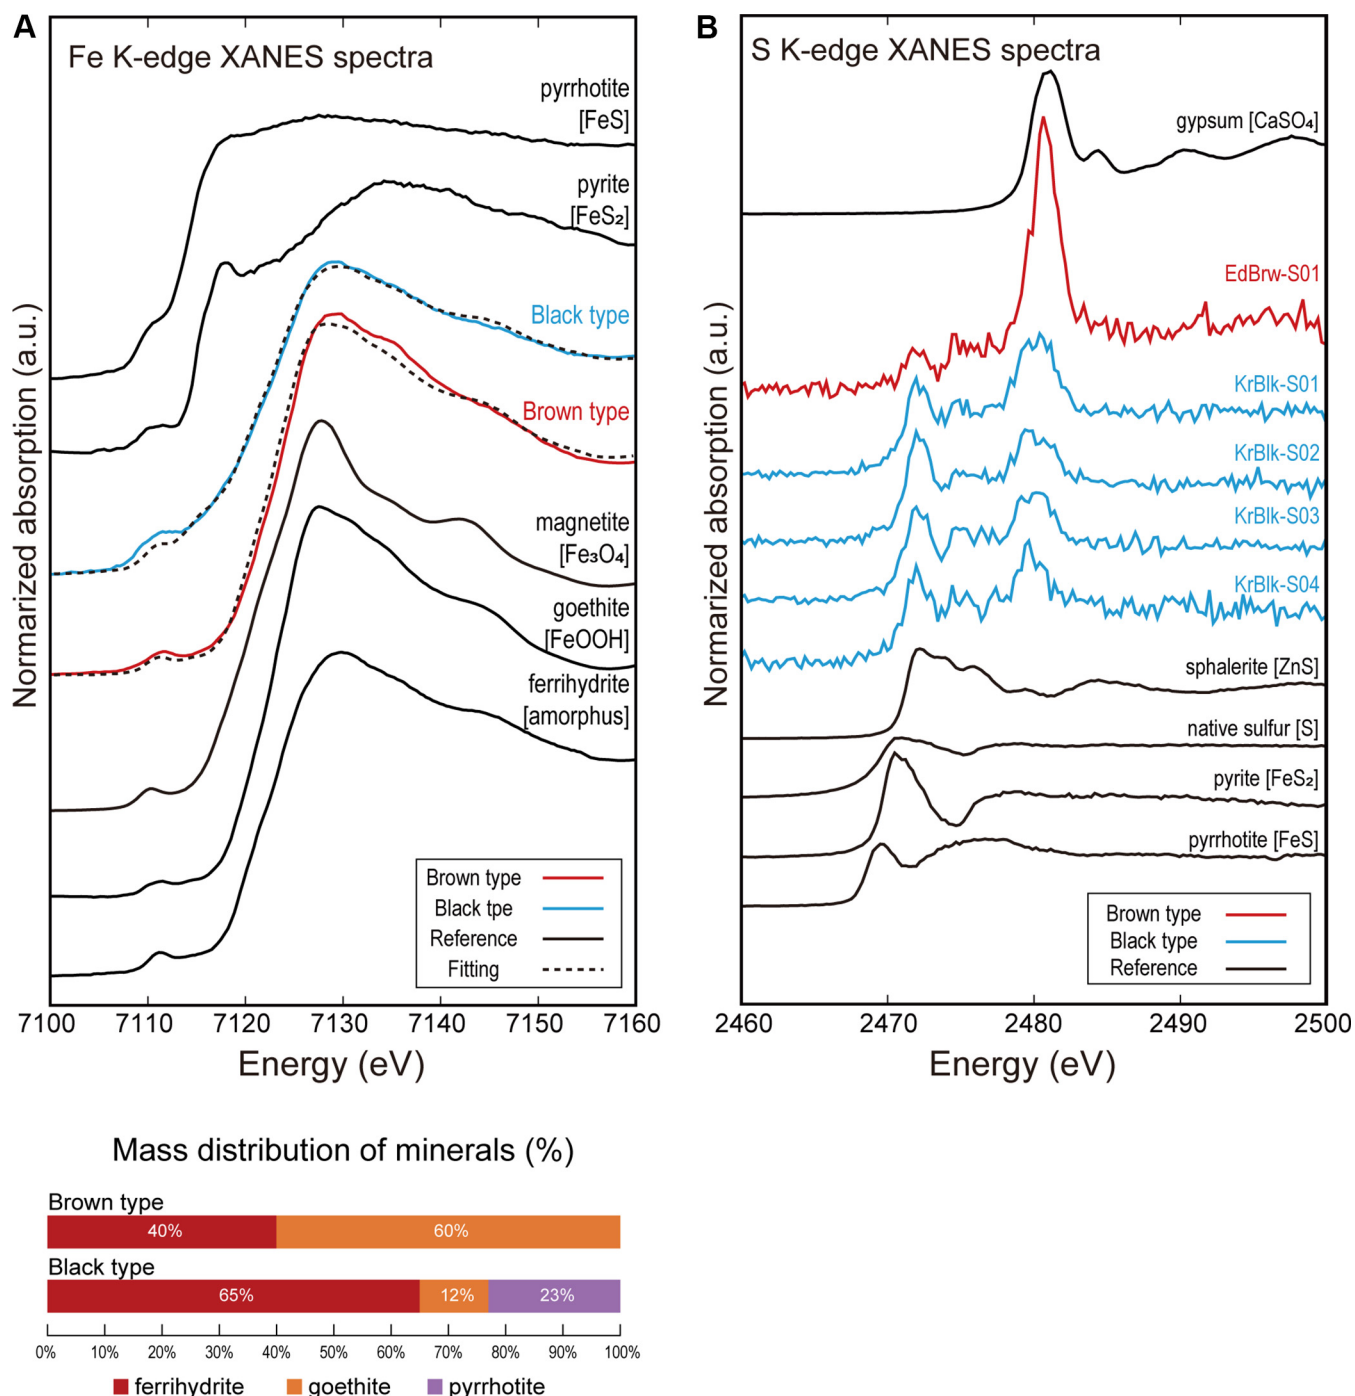 A
Fe K-edge XANES spectra
pyrrhotite
[FeS]
pyrite
[FeS₂]
Black type
Brown type
magnetite
[Fe₃O₄]
goethite
[FeOOH]
ferrihydrite
[amorphus]
Brown type
Black tpe
Reference
Fitting
Normarized absorption (a.u.)
7100 7110 7120 7130 7140 7150 7160
Energy (eV)
B
S K-edge XANES spectra
gypsum [CaSO₄]
EdBrw-S01
KrBlk-S01
KrBlk-S02
KrBlk-S03
KrBlk-S04
sphalerite [ZnS]
native sulfur [S]
pyrite [FeS₂]
pyrrhotite [FeS]
Brown type
Black type
Reference
Normarized absorption (a.u.)
2460 2470 2480 2490 2500
Energy (eV)
Mass distribution of minerals (%)
Brown type
40% 60%
Black type
65% 12% 23%
0% 10% 20% 30% 40% 50% 60% 70% 80% 90% 100%
ferrihydrite goethite pyrrhotite